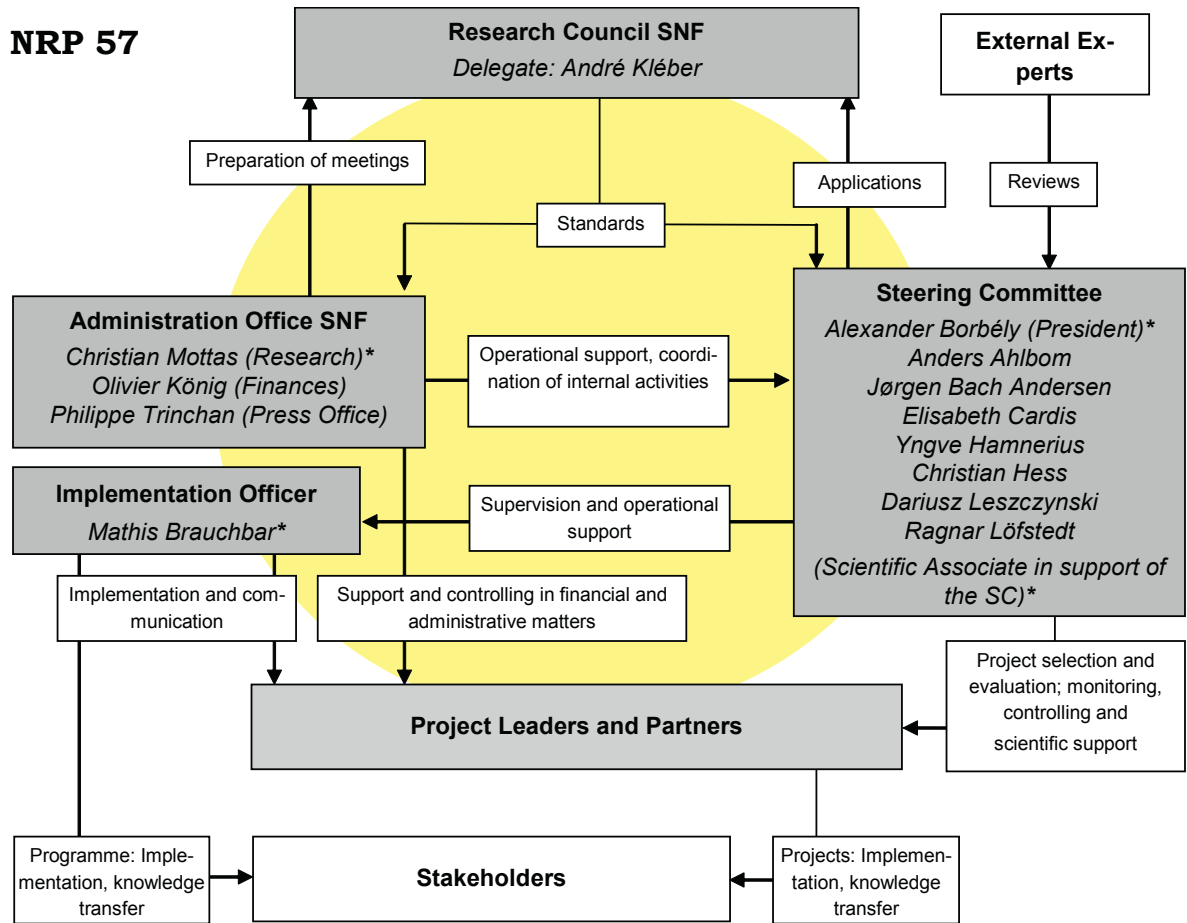 NRP 57
Research Council SNF
Delegate: André Kléber
External Ex-
perts
Preparation of meetings
Applications
Reviews
Standards
Administration Office SNF
Christian Mottas (Research)*
Olivier König (Finances)
Philippe Trinchan (Press Office)
Operational support, coordi-
nation of internal activities
Steering Committee
Alexander Borbély (President)*
Anders Ahlbom
Jørgen Bach Andersen
Elisabeth Cardis
Yngve Hamnerius
Christian Hess
Dariusz Leszczynski
Ragnar Löfstedt
(Scientific Associate in support of
the SC)*
Implementation Officer
Mathis Brauchbar*
Supervision and operational
support
Implementation and com-
munication
Support and controlling in financial and
administrative matters
Project selection and
evaluation; monitoring,
controlling and
scientific support
Project Leaders and Partners
Programme: Imple-
mentation, knowledge
transfer
Stakeholders
Projects: Implemen-
tation, knowledge
transfer